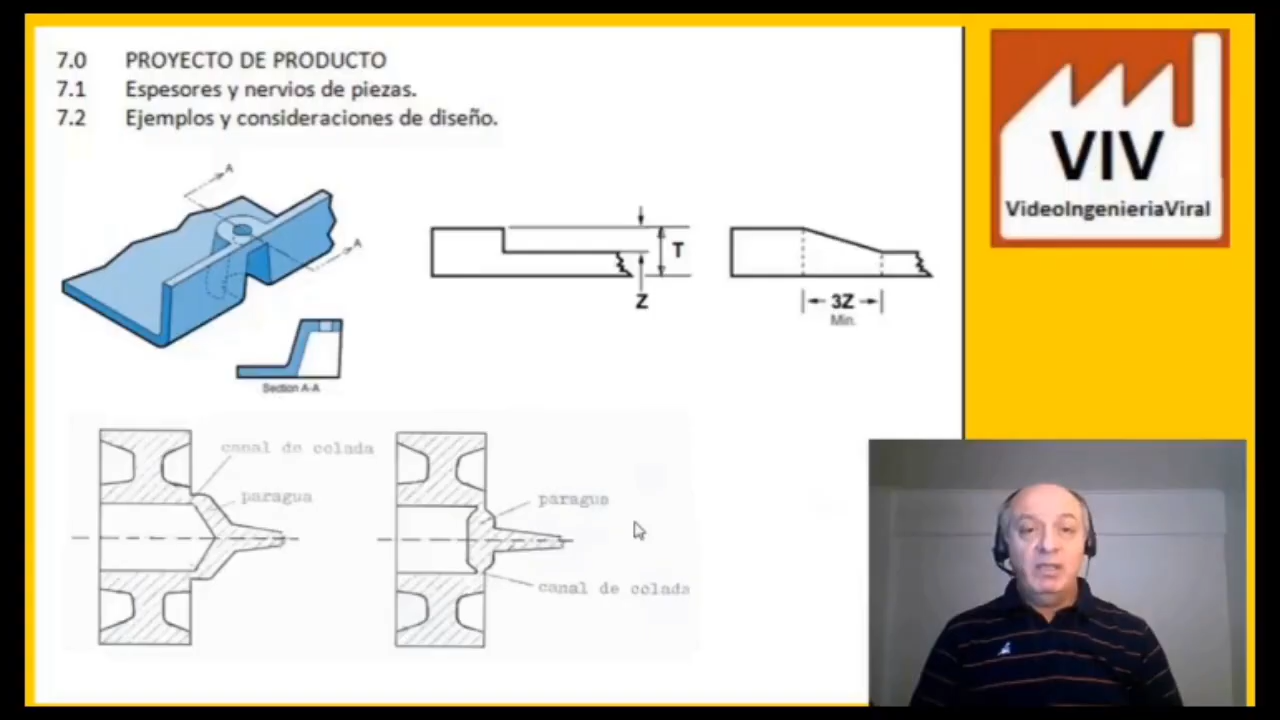 7.0 PROYECTO DE PRODUCTO
7.1 Espesores y nervios de piezas.
7.2 Ejemplos y consideraciones de diseño.
VIV
VideoIngenieriaViral
A
A
Section A-A
T
Z
3Z
Min.
canal de colada
paragua
paragua
canal de colada